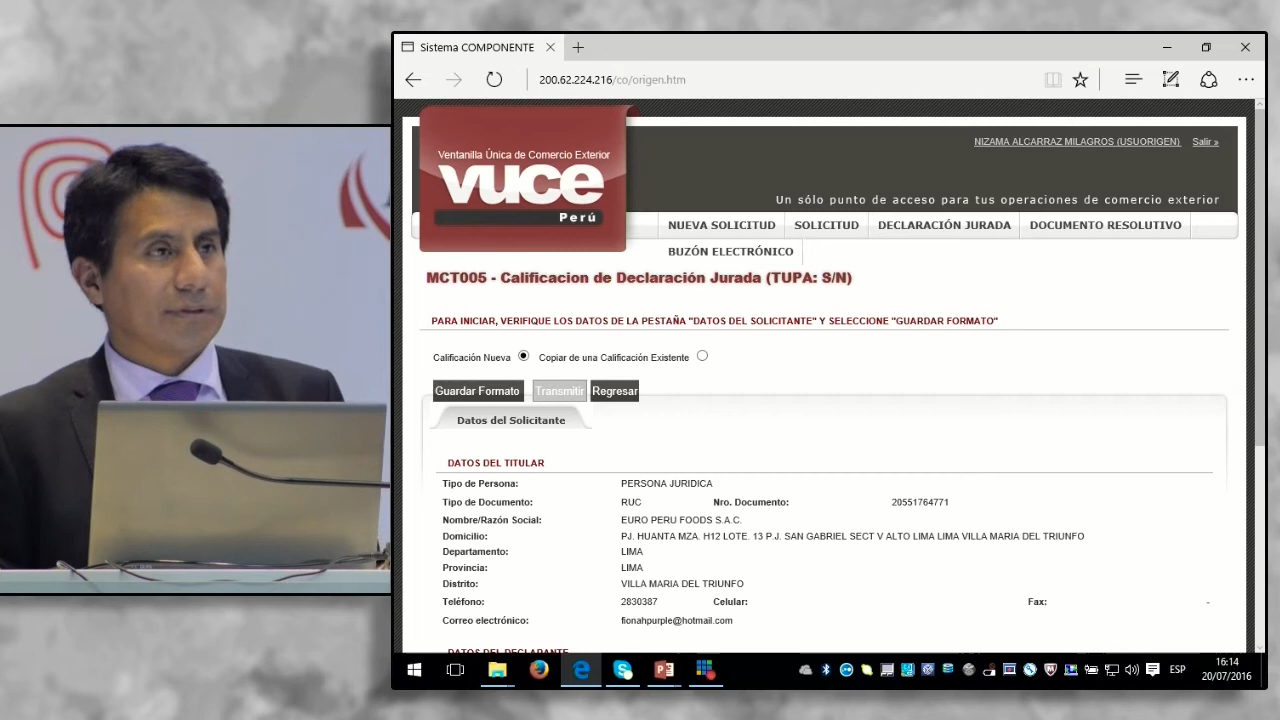 Sistema COMPONENTE
200.62.224.216/co/origen.htm
NIZAMA ALCARRAZ MILAGROS (USUORIGEN) Salir »
Ventanilla Única de Comercio Exterior
vuce
Perú
Un sólo punto de acceso para tus operaciones de comercio exterior
NUEVA SOLICITUD SOLICITUD DECLARACIÓN JURADA DOCUMENTO RESOLUTIVO
BUZÓN ELECTRÓNICO
MCT005 - Calificacion de Declaración Jurada (TUPA: S/N)
PARA INICIAR, VERIFIQUE LOS DATOS DE LA PESTAÑA "DATOS DEL SOLICITANTE" Y SELECCIONE "GUARDAR FORMATO"
Calificación Nueva Copiar de una Calificación Existente
Guardar Formato Transmitir Regresar
Datos del Solicitante
DATOS DEL TITULAR
Tipo de Persona: PERSONA JURIDICA
Tipo de Documento: RUC Nro. Documento: 20551764771
Nombre/Razón Social: EURO PERU FOODS S.A.C.
Domicilio: PJ. HUANTA MZA. H12 LOTE. 13 P.J. SAN GABRIEL SECT V ALTO LIMA LIMA VILLA MARIA DEL TRIUNFO
Departamento: LIMA
Provincia: LIMA
Distrito: VILLA MARIA DEL TRIUNFO
Teléfono: 2830387 Celular: Fax: -
Correo electrónico: fionahpurple@hotmail.com
DATOS DEL DECLARANTE
ESP
16:14
20/07/2016